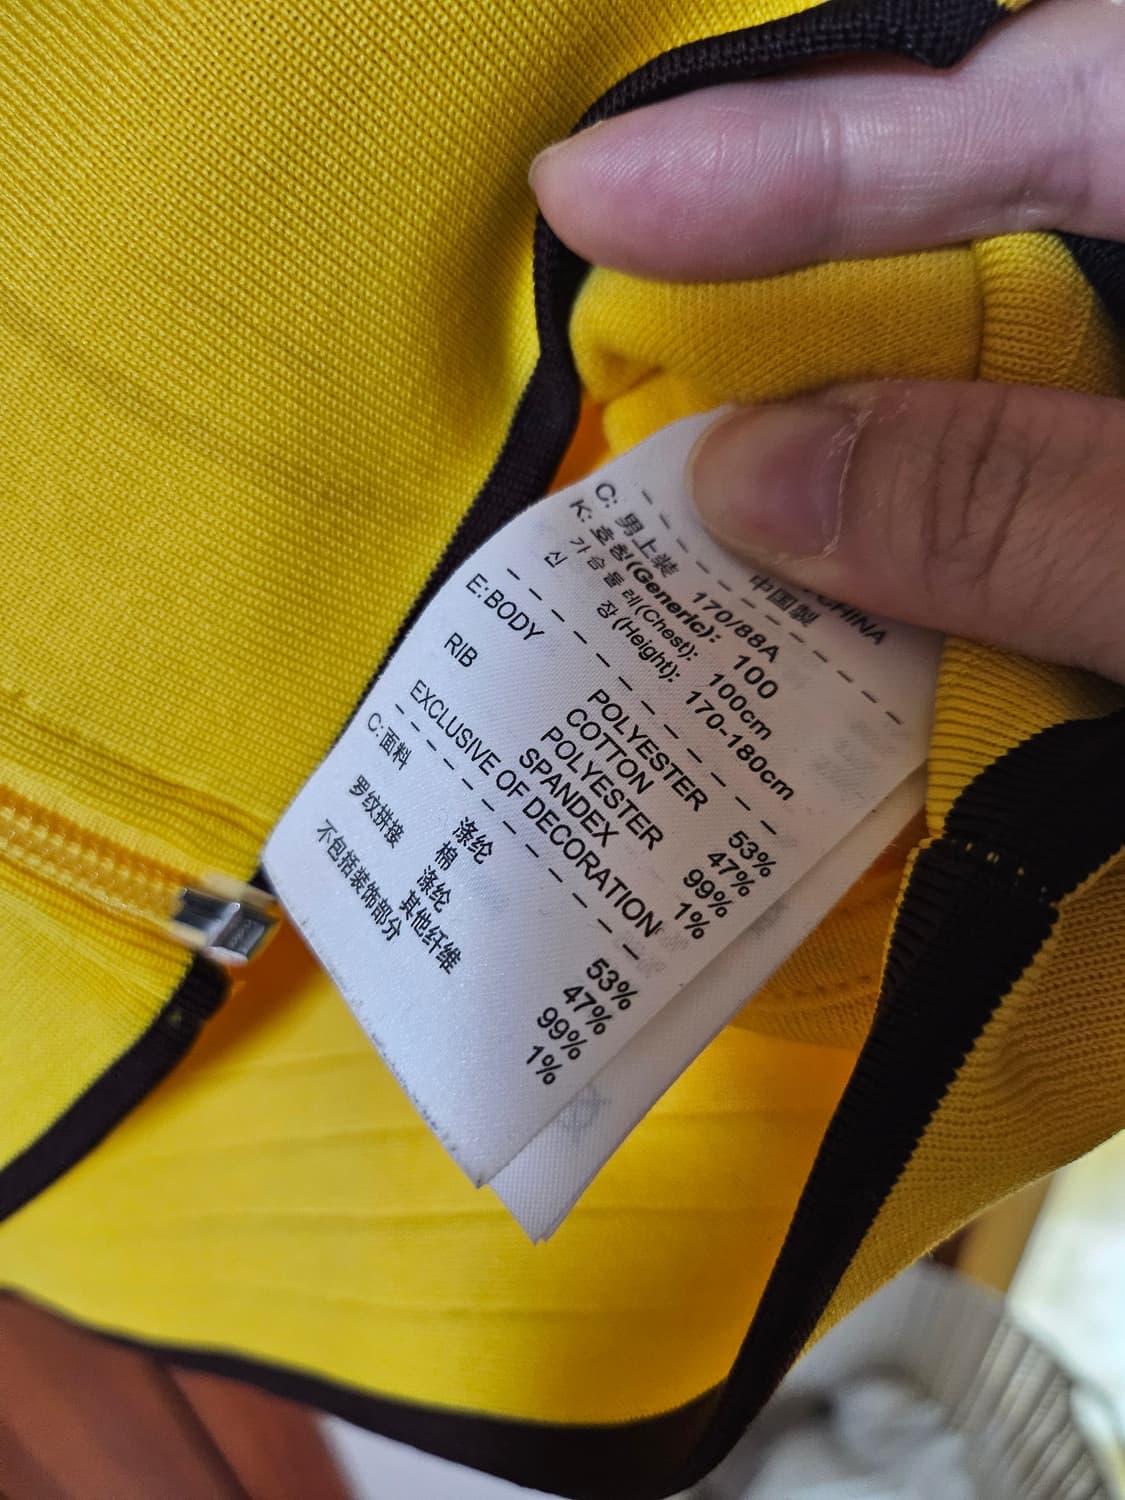 CHINA
中国製
C: 男上装 170/88A
K: 호칭(Generic): 100
가슴둘레(Chest): 100cm
신 장(Height): 170-180cm
E:BODY POLYESTER 53%
COTTON 47%
RIB POLYESTER 99%
SPANDEX 1%
EXCLUSIVE OF DECORATION
C:面料 涤纶 53%
棉 47%
罗纹拼接 涤纶 99%
其他纤维 1%
不包括装饰部分